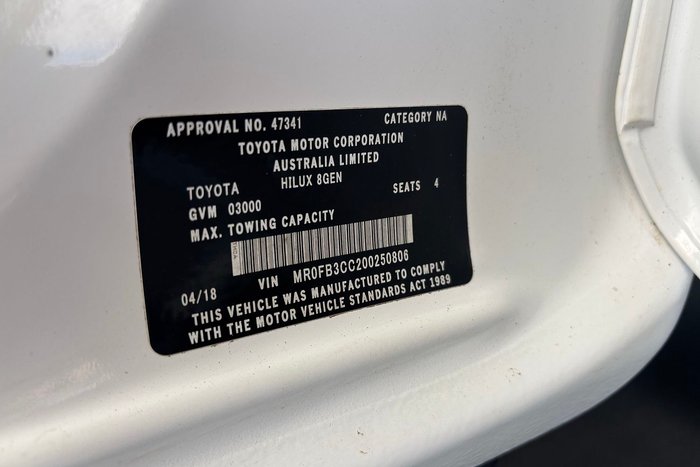 APPROVAL NO. 47341 CATEGORY NA
TOYOTA MOTOR CORPORATION
AUSTRALIA LIMITED
TOYOTA HILUX 8GEN
GVM 03000 SEATS 4
MAX. TOWING CAPACITY
VIN MR0FB3CC200250806
04/18
THIS VEHICLE WAS MANUFACTURED TO COMPLY
WITH THE MOTOR VEHICLE STANDARDS ACT 1989